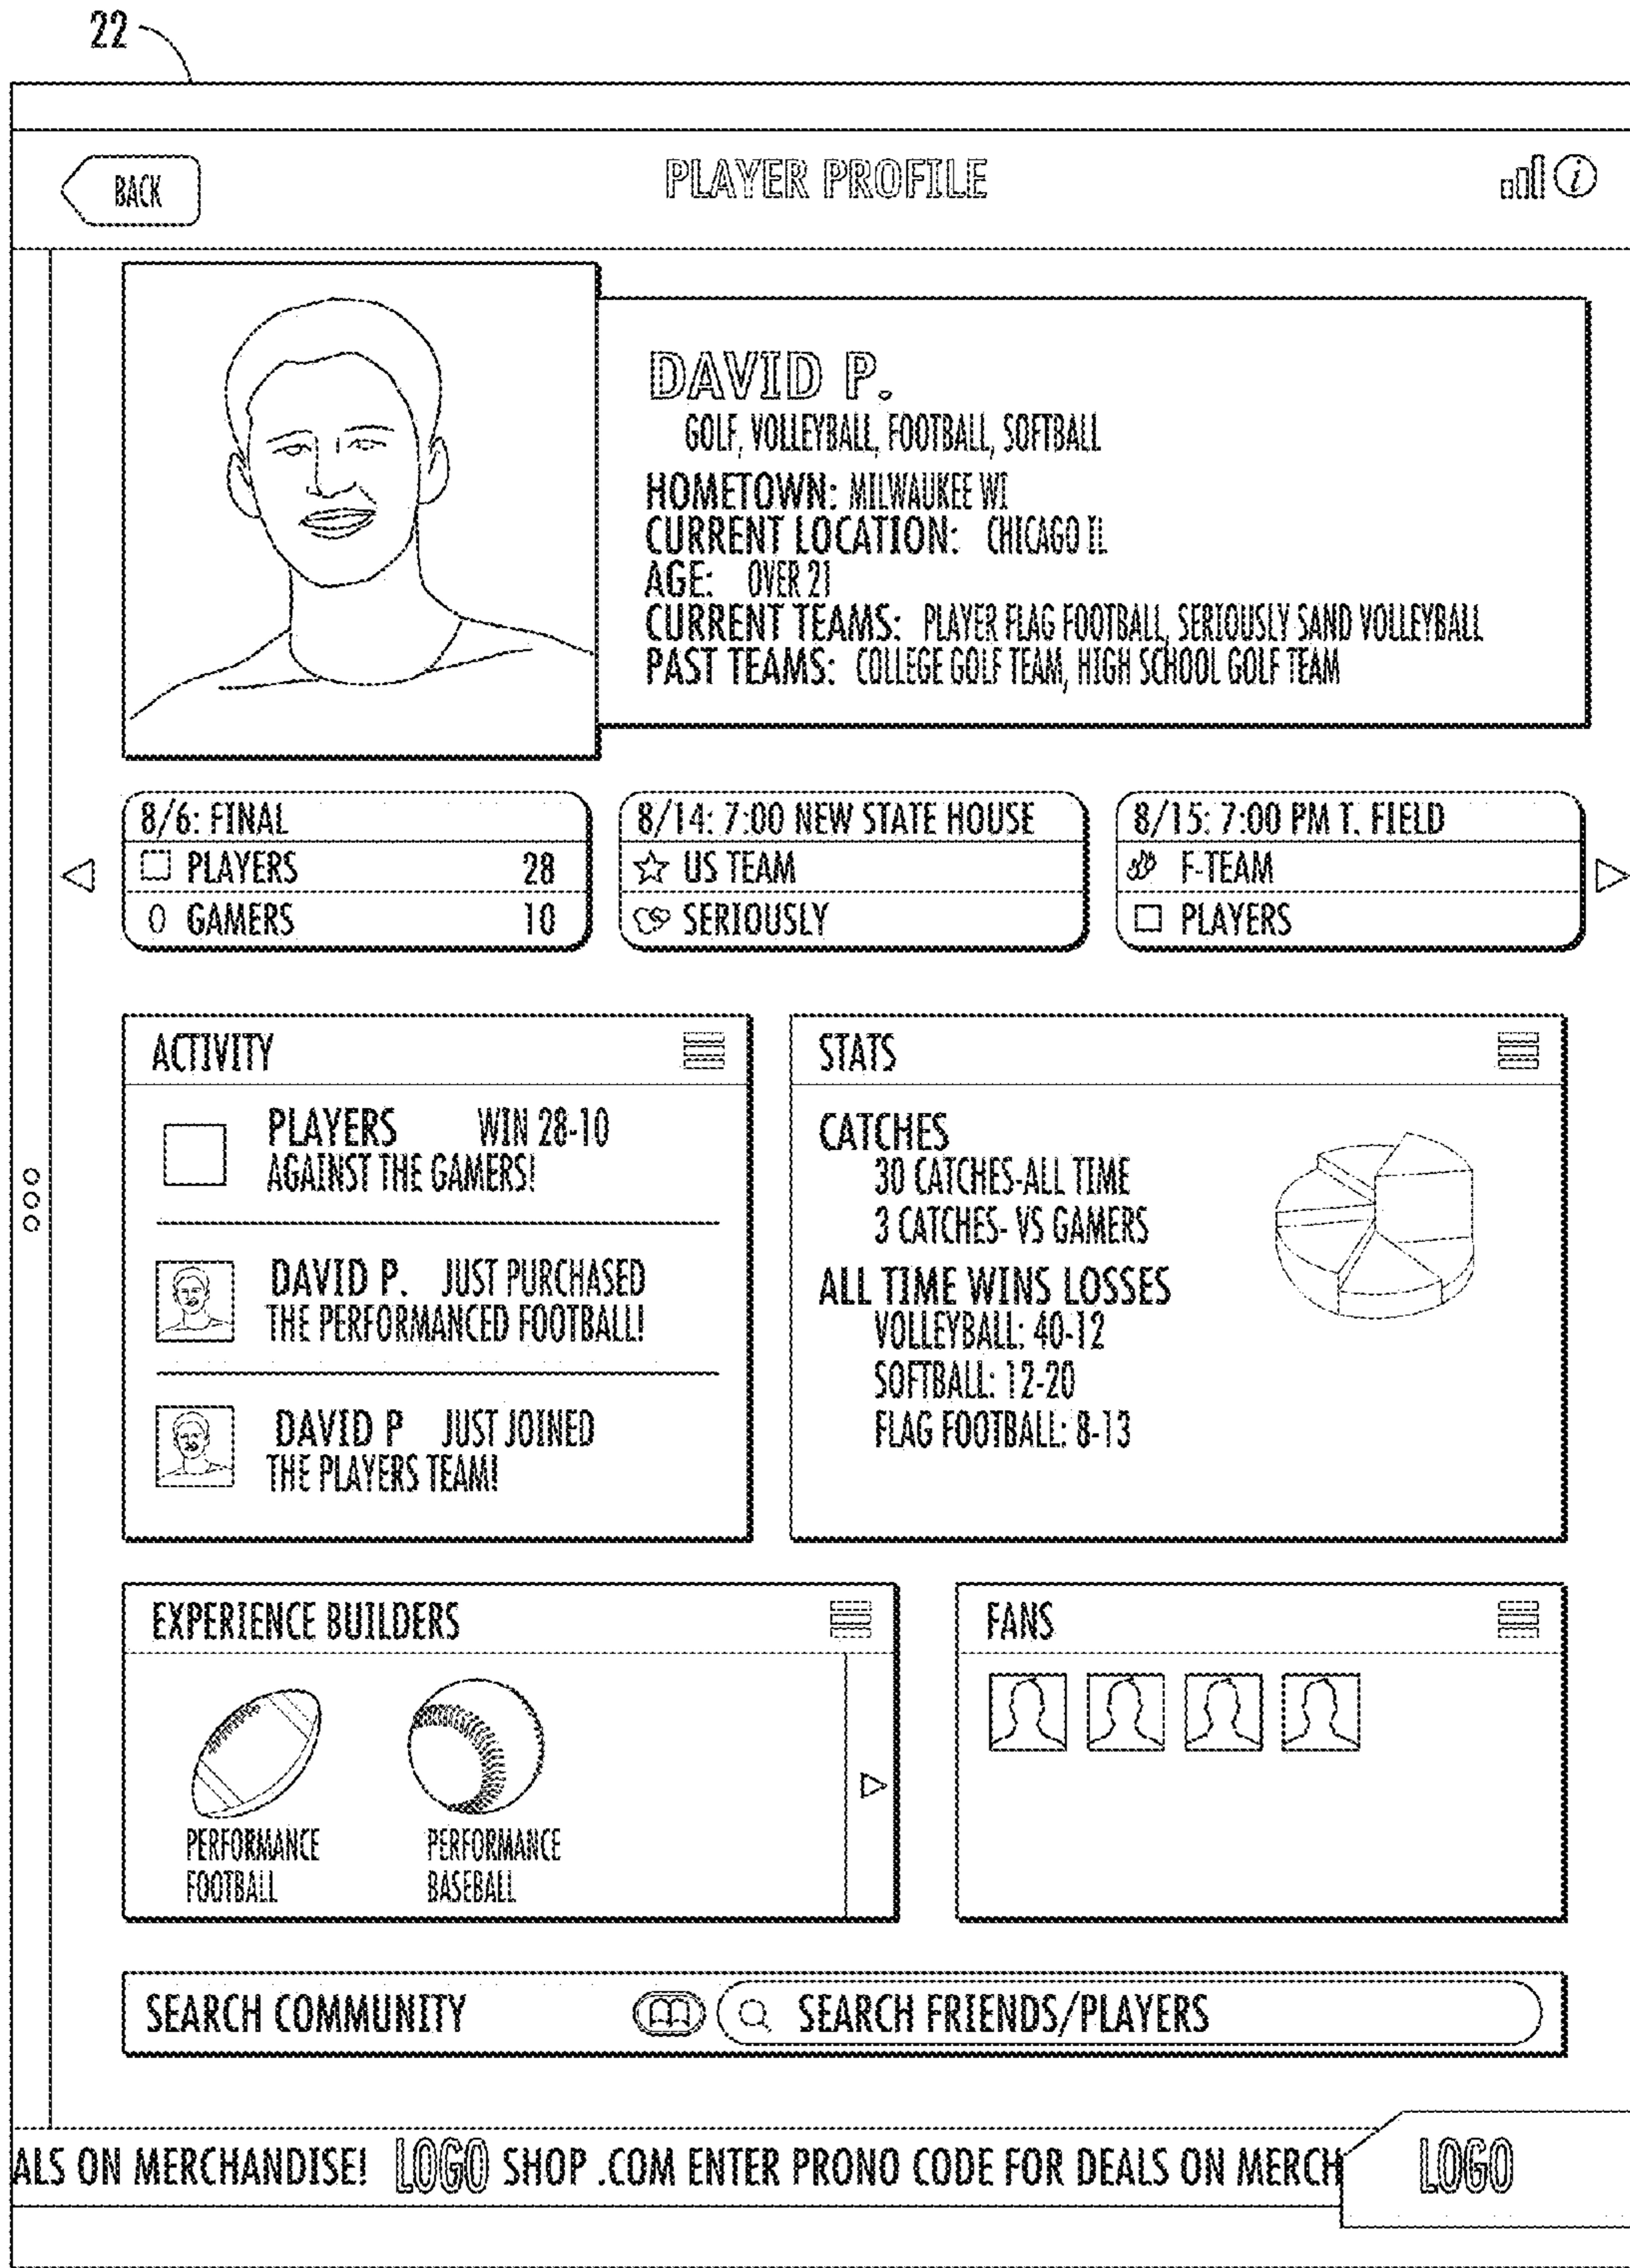 22
BACK
PLAYER PROFILE
DAVID P.
GOLF, VOLLEYBALL, FOOTBALL, SOFTBALL
HOMETOWN: MILWAUKEE WI
CURRENT LOCATION: CHICAGO IL
AGE: OVER 21
CURRENT TEAMS: PLAYER FLAG FOOTBALL, SERIOUSLY SAND VOLLEYBALL
PAST TEAMS: COLLEGE GOLF TEAM, HIGH SCHOOL GOLF TEAM
8/6: FINAL
PLAYERS 28
GAMERS 10
8/14: 7:00 NEW STATE HOUSE
US TEAM
SERIOUSLY
8/15: 7:00 PM T. FIELD
F-TEAM
PLAYERS
ACTIVITY
PLAYERS WIN 28-10
AGAINST THE GAMERS!
DAVID P. JUST PURCHASED
THE PERFORMANCED FOOTBALL!
DAVID P JUST JOINED
THE PLAYERS TEAM!
STATS
CATCHES
30 CATCHES-ALL TIME
3 CATCHES- VS GAMERS
ALL TIME WINS LOSSES
VOLLEYBALL: 40-12
SOFTBALL: 12-20
FLAG FOOTBALL: 8-13
EXPERIENCE BUILDERS
PERFORMANCE
FOOTBALL
PERFORMANCE
BASEBALL
FANS
SEARCH COMMUNITY
SEARCH FRIENDS/PLAYERS
ALS ON MERCHANDISE! LOGO SHOP .COM ENTER PRONO CODE FOR DEALS ON MERCH
LOGO